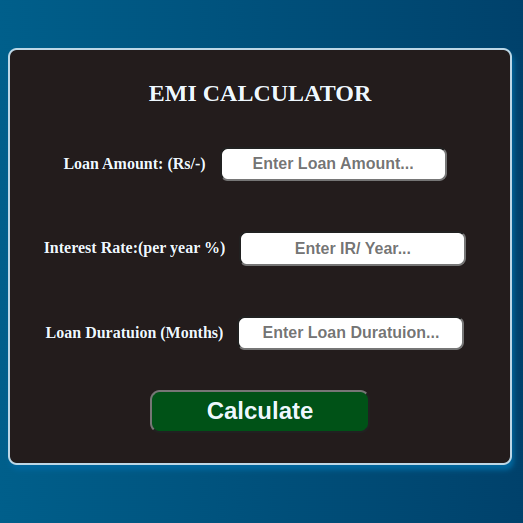 EMI CALCULATOR
Loan Amount: (Rs/-) Enter Loan Amount...
Interest Rate:(per year %) Enter IR/ Year...
Loan Duratuion (Months) Enter Loan Duratuion...
Calculate